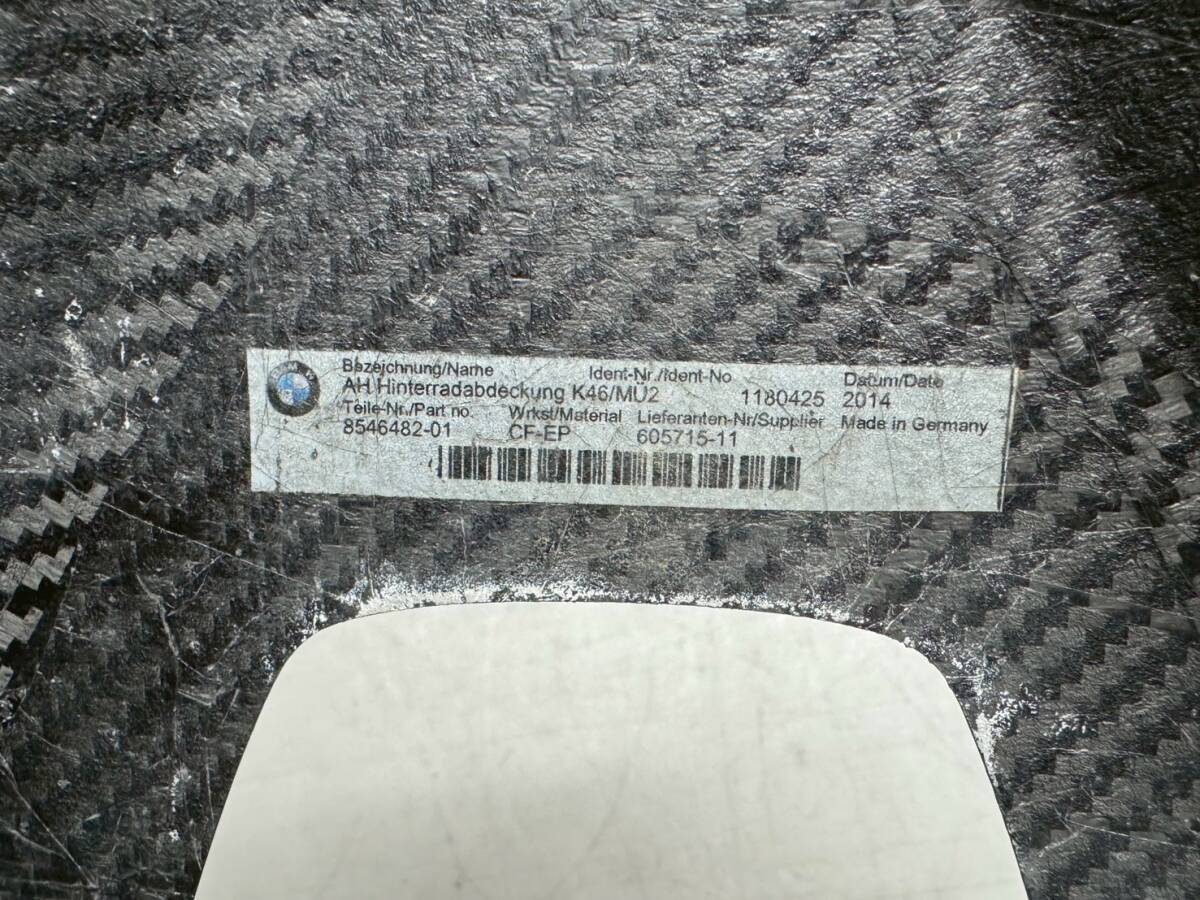 Bezeichnung/Name Ident-Nr./Ident-No Datum/Date
AH Hinterradabdeckung K46/MÜ2 1180425 2014
Teile-Nr./Part no. Wrkst/Material Lieferanten-Nr/Supplier Made in Germany
8546482-01 CF-EP 605715-11